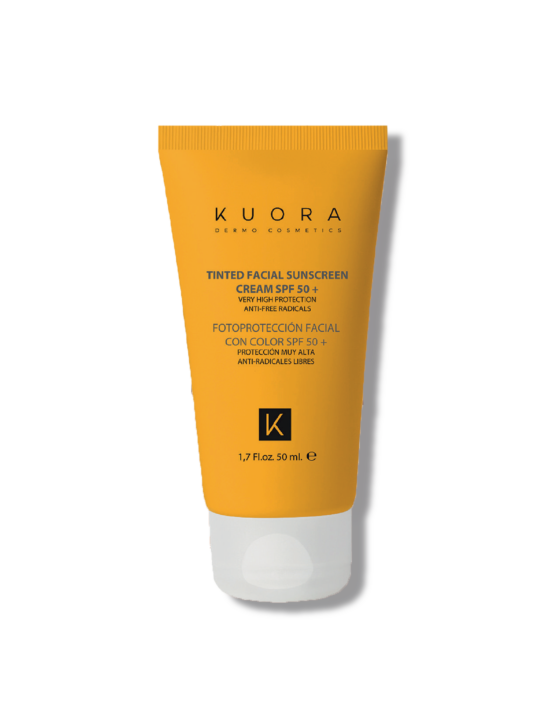 KUORA
DERMO COSMETICS
TINTED FACIAL SUNSCREEN
CREAM SPF 50 +
VERY HIGH PROTECTION
ANTI-FREE RADICALS
FOTOPROTECCIÓN FACIAL
CON COLOR SPF 50 +
PROTECCIÓN MUY ALTA
ANTI-RADICALES LIBRES
K
1,7 Fl.oz. 50 ml. ℮